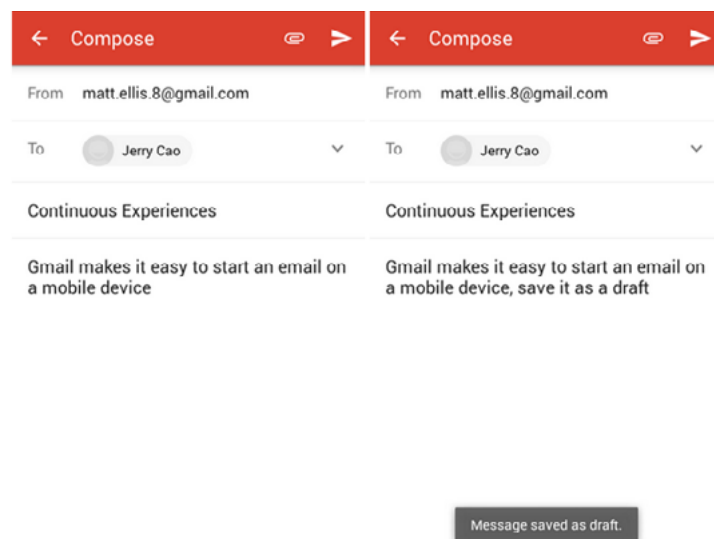 Compose
From matt.ellis.8@gmail.com
To Jerry Cao
Continuous Experiences
Gmail makes it easy to start an email on
a mobile device
Compose
From matt.ellis.8@gmail.com
To Jerry Cao
Continuous Experiences
Gmail makes it easy to start an email on
a mobile device, save it as a draft
Message saved as draft.